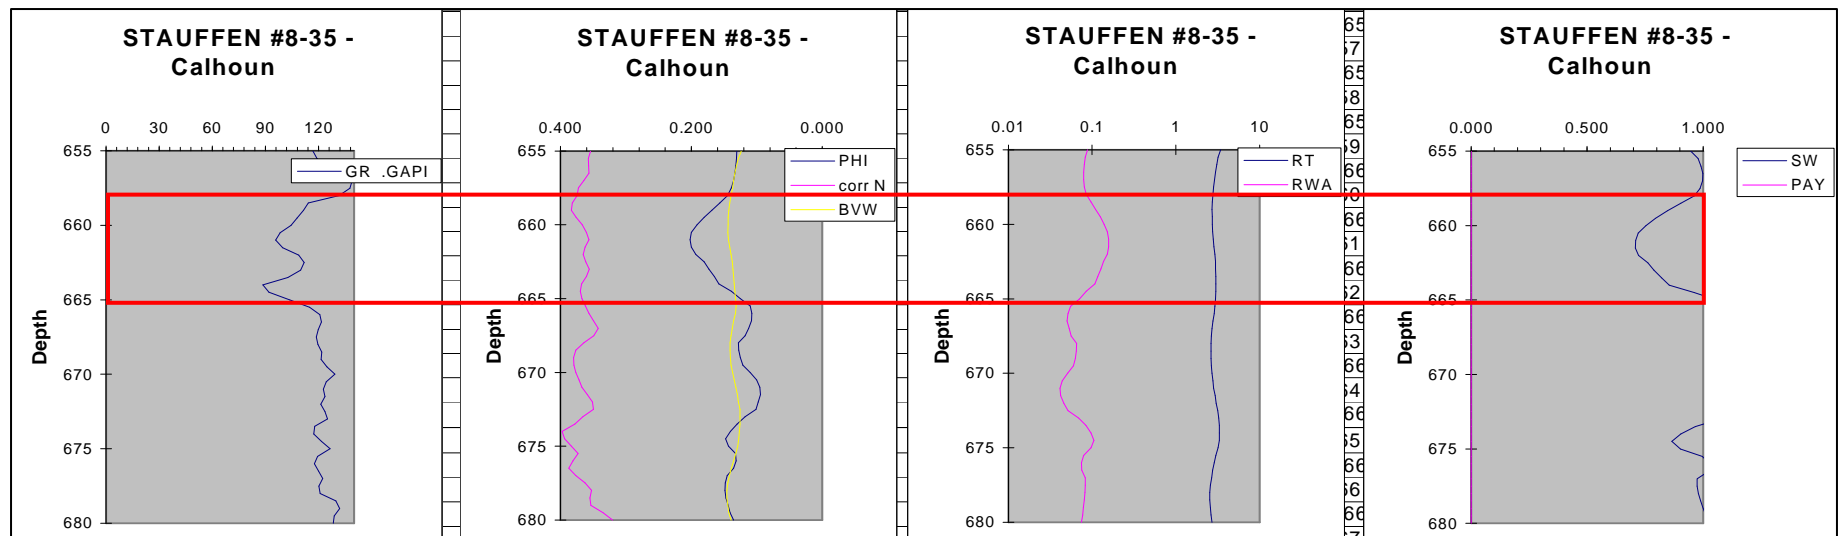 STAUFFEN #8-35 -
Calhoun
0 30 60 90 120
655
660
665
670
675
680
Depth
GR .GAPI
STAUFFEN #8-35 -
Calhoun
0.400 0.200 0.000
655
660
665
670
675
680
Depth
PHI
corr N
BVW
STAUFFEN #8-35 -
Calhoun
0.01 0.1 1 10
655
660
665
670
675
680
Depth
RT
RWA
STAUFFEN #8-35 -
Calhoun
0.000 0.500 1.000
655
660
665
670
675
680
Depth
SW
PAY